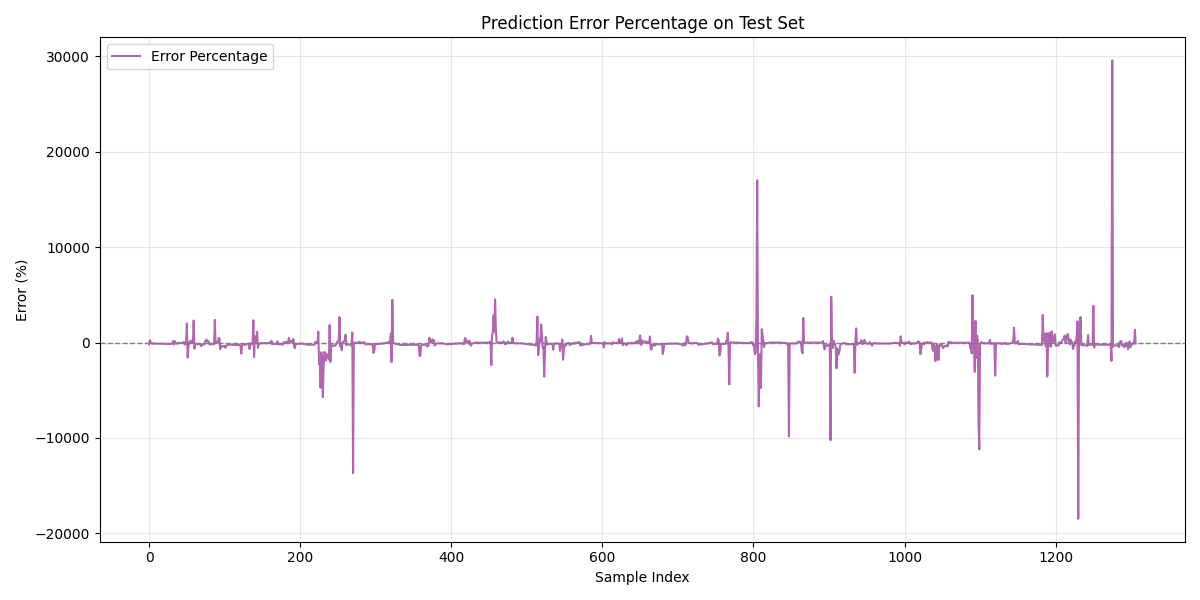 Prediction Error Percentage on Test Set
Error Percentage
30000
20000
10000
0
−10000
−20000
Error (%)
0 200 400 600 800 1000 1200
Sample Index